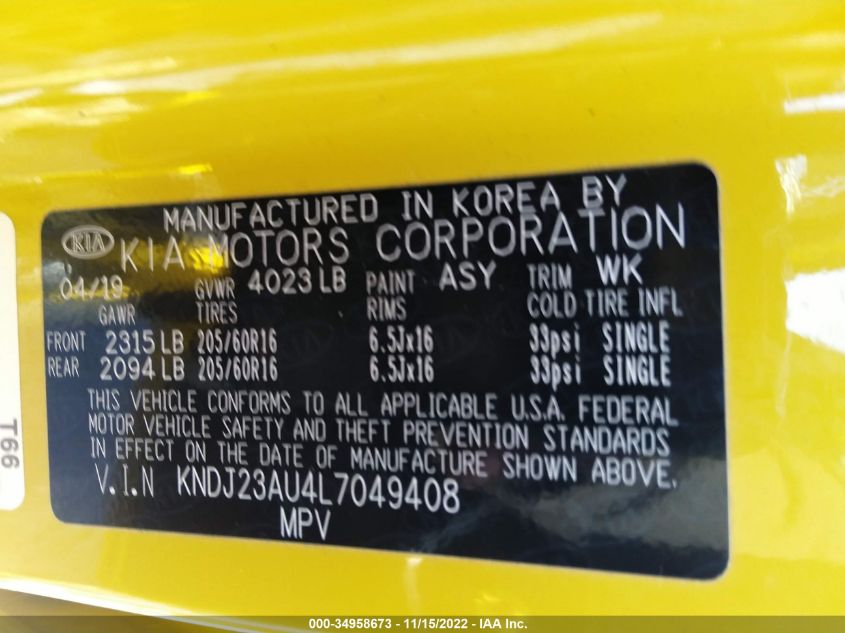 MANUFACTURED IN KOREA BY
KIA KIA MOTORS CORPORATION
04/19 GVWR 4023 LB PAINT ASY TRIM WK
GAWR TIRES RIMS COLD TIRE INFL
FRONT 2315 LB 205/60R16 6.5Jx16 33psi SINGLE
REAR 2094 LB 205/60R16 6.5Jx16 33psi SINGLE
THIS VEHICLE CONFORMS TO ALL APPLICABLE U.S.A. FEDERAL
MOTOR VEHICLE SAFETY AND THEFT PREVENTION STANDARDS
IN EFFECT ON THE DATE OF MANUFACTURE SHOWN ABOVE.
V.I.N KNDJ23AU4L7049408
MPV
T66
000-34958673 - 11/15/2022 - IAA Inc.